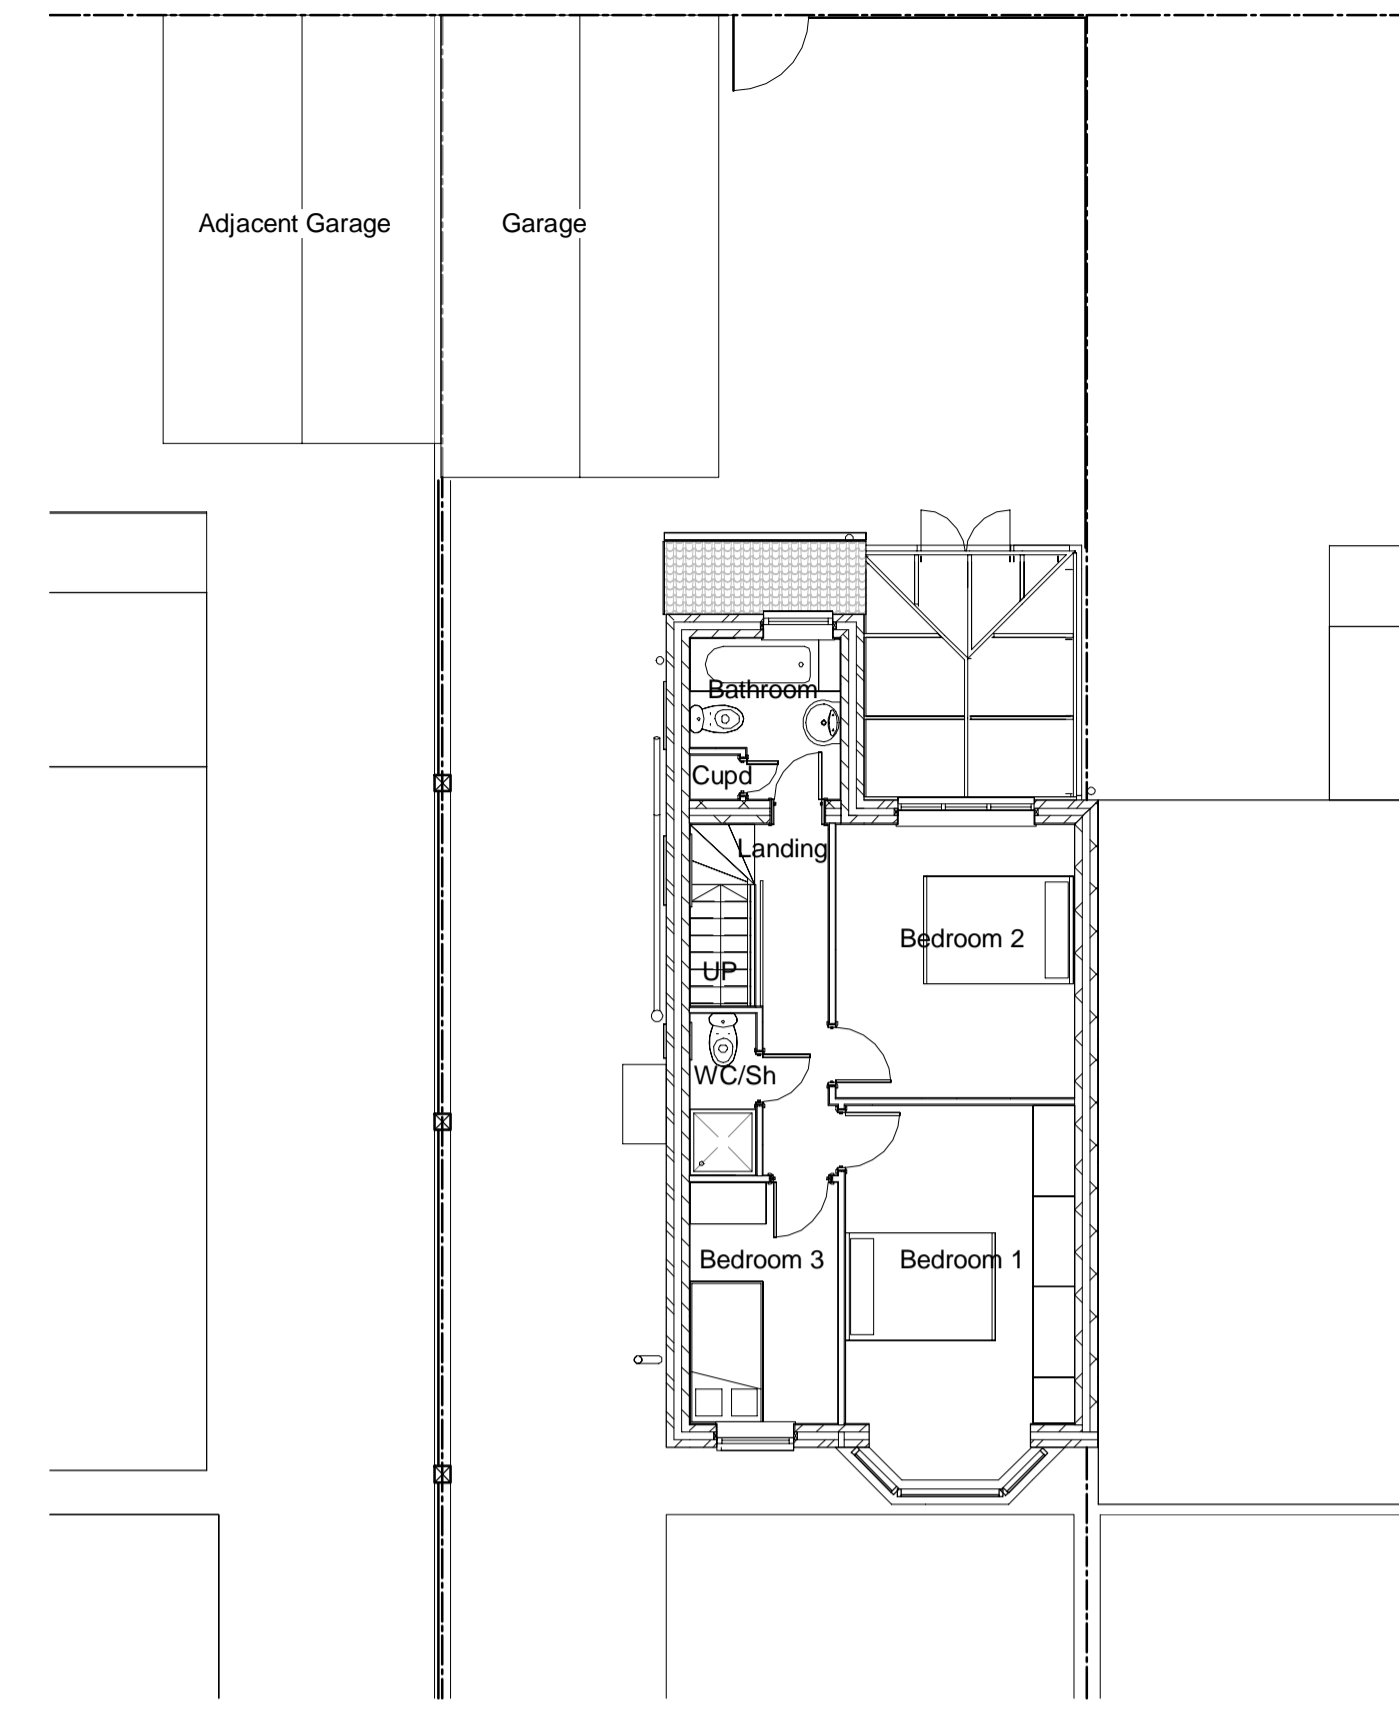 Adjacent Garage
Garage
Bathroom
Cupd
Landing
Bedroom 2
UP
WC/Sh
Bedroom 3
Bedroom 1